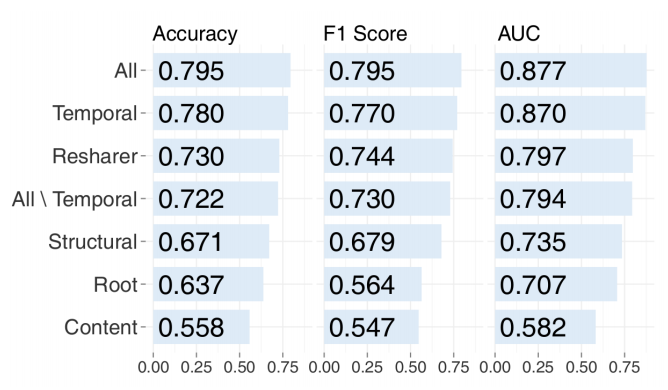 Accuracy F1 Score AUC
All 0.795 0.795 0.877
Temporal 0.780 0.770 0.870
Resharer 0.730 0.744 0.797
All \ Temporal 0.722 0.730 0.794
Structural 0.671 0.679 0.735
Root 0.637 0.564 0.707
Content 0.558 0.547 0.582
0.00 0.25 0.50 0.75 0.00 0.25 0.50 0.75 0.00 0.25 0.50 0.75